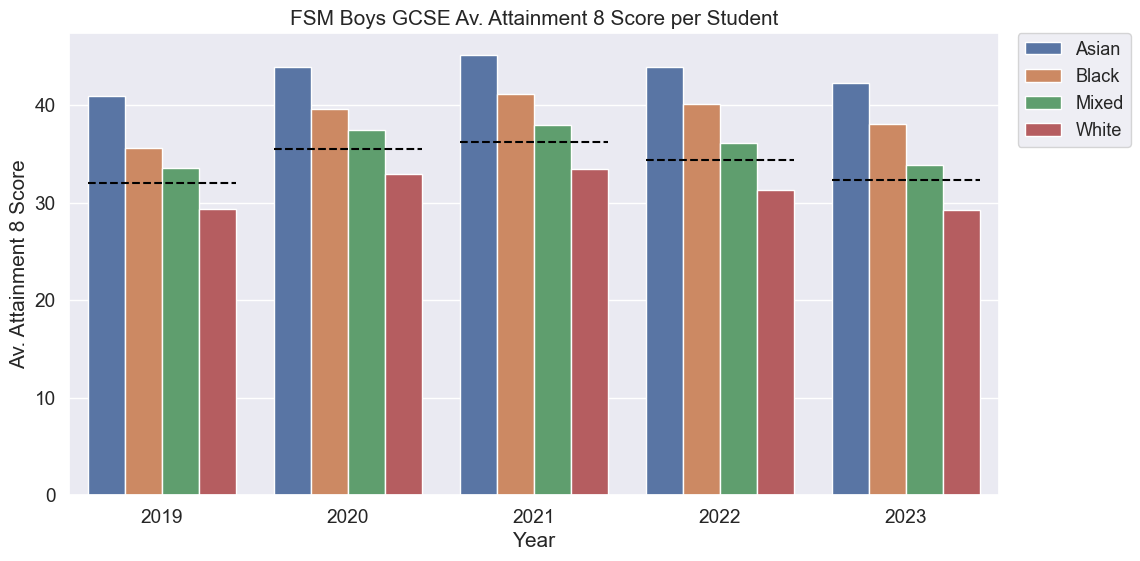 FSM Boys GCSE Av. Attainment 8 Score per Student
Asian
Black
Mixed
White
Av. Attainment 8 Score
40
30
20
10
0
2019
2020
2021
2022
2023
Year